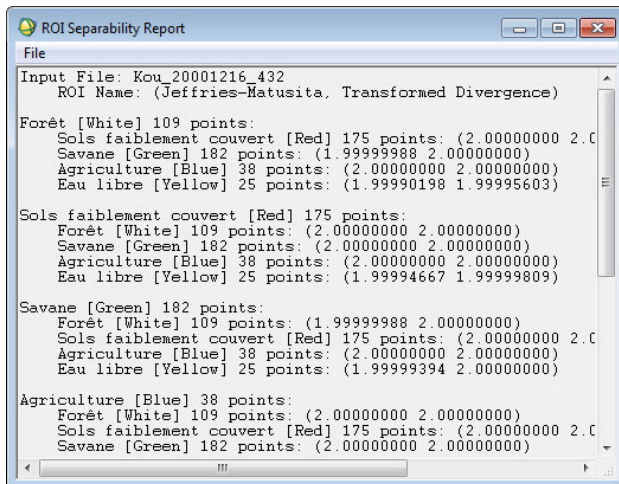 ROI Separability Report
File
Input File: Kou_20001216_432
ROI Name: (Jeffries-Matusita, Transformed Divergence)
Forêt [White] 109 points:
Sols faiblement couvert [Red] 175 points: (2.00000000 2.0
Savane [Green] 182 points: (1.99999988 2.00000000)
Agriculture [Blue] 38 points: (2.00000000 2.00000000)
Eau libre [Yellow] 25 points: (1.99990198 1.99995603)
Sols faiblement couvert [Red] 175 points:
Forêt [White] 109 points: (2.00000000 2.00000000)
Savane [Green] 182 points: (2.00000000 2.00000000)
Agriculture [Blue] 38 points: (2.00000000 2.00000000)
Eau libre [Yellow] 25 points: (1.99994667 1.99999809)
Savane [Green] 182 points:
Forêt [White] 109 points: (1.99999988 2.00000000)
Sols faiblement couvert [Red] 175 points: (2.00000000 2.0
Agriculture [Blue] 38 points: (2.00000000 2.00000000)
Eau libre [Yellow] 25 points: (1.99999394 2.00000000)
Agriculture [Blue] 38 points:
Forêt [White] 109 points: (2.00000000 2.00000000)
Sols faiblement couvert [Red] 175 points: (2.00000000 2.0
Savane [Green] 182 points: (2.00000000 2.00000000)